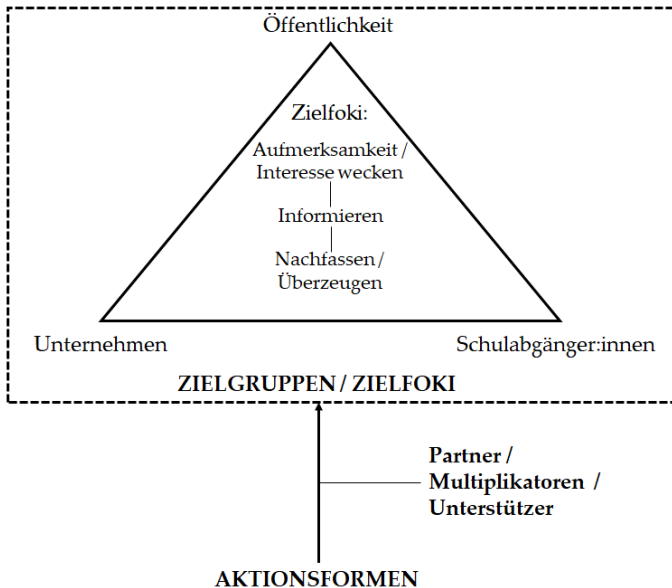 Öffentlichkeit
Zielfoki:
Aufmerksamkeit /
Interesse wecken
Informieren
Nachfassen /
Überzeugen
Unternehmen
Schulabgänger:innen
ZIELGRUPPEN / ZIELFOKI
Partner /
Multiplikatoren /
Unterstützer
AKTIONSFORMEN